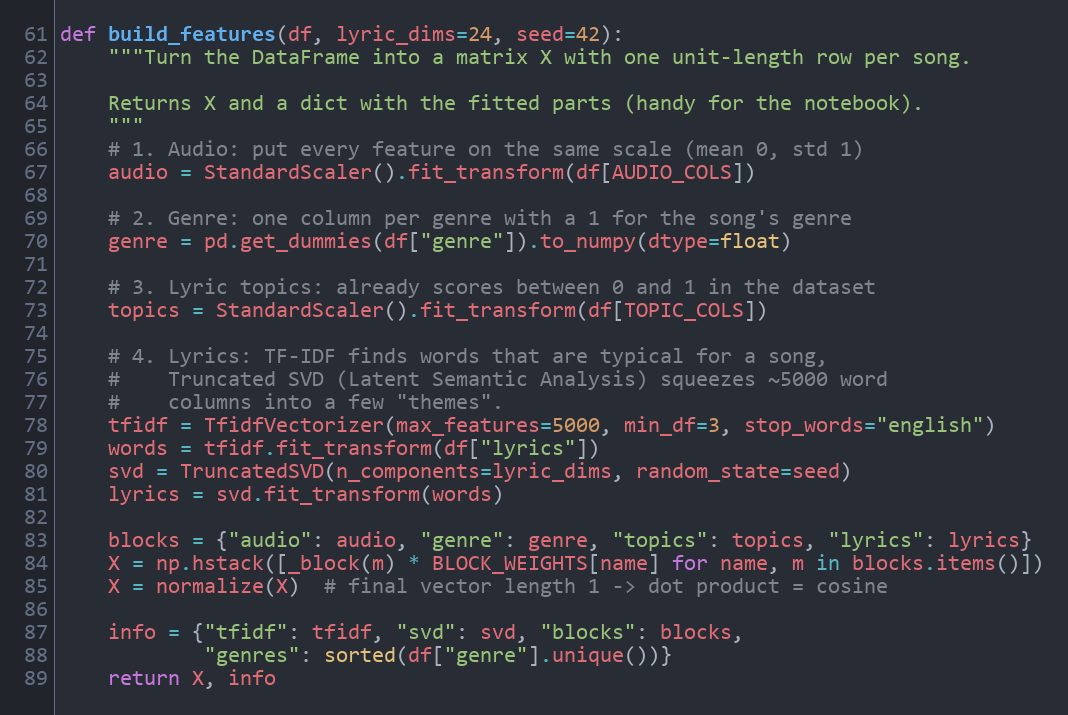 61 def build_features(df, lyric_dims=24, seed=42):
62     """Turn the DataFrame into a matrix X with one unit-length row per song.
63
64     Returns X and a dict with the fitted parts (handy for the notebook).
65     """
66     # 1. Audio: put every feature on the same scale (mean 0, std 1)
67     audio = StandardScaler().fit_transform(df[AUDIO_COLS])
68
69     # 2. Genre: one column per genre with a 1 for the song's genre
70     genre = pd.get_dummies(df["genre"]).to_numpy(dtype=float)
71
72     # 3. Lyric topics: already scores between 0 and 1 in the dataset
73     topics = StandardScaler().fit_transform(df[TOPIC_COLS])
74
75     # 4. Lyrics: TF-IDF finds words that are typical for a song,
76     #    Truncated SVD (Latent Semantic Analysis) squeezes ~5000 word
77     #    columns into a few "themes".
78     tfidf = TfidfVectorizer(max_features=5000, min_df=3, stop_words="english")
79     words = tfidf.fit_transform(df["lyrics"])
80     svd = TruncatedSVD(n_components=lyric_dims, random_state=seed)
81     lyrics = svd.fit_transform(words)
82
83     blocks = {"audio": audio, "genre": genre, "topics": topics, "lyrics": lyrics}
84     X = np.hstack([_block(m) * BLOCK_WEIGHTS[name] for name, m in blocks.items()])
85     X = normalize(X)  # final vector length 1 -> dot product = cosine
86
87     info = {"tfidf": tfidf, "svd": svd, "blocks": blocks,
88             "genres": sorted(df["genre"].unique())}
89     return X, info